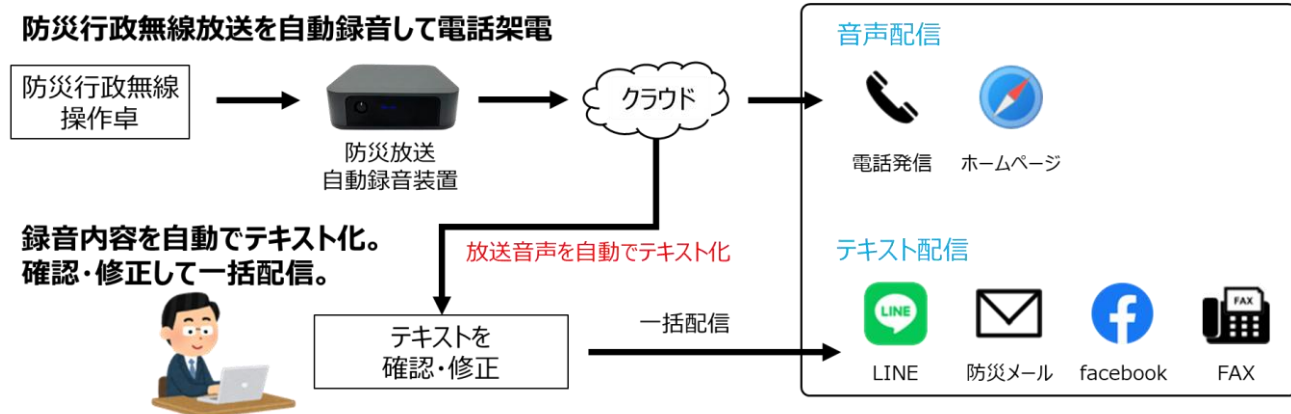 防災行政無線放送を自動録音して電話架電
防災行政無線
操作卓
防災放送
自動録音装置
クラウド
音声配信
電話発信
ホームページ
録音内容を自動でテキスト化。
確認・修正して一括配信。
放送音声を自動でテキスト化
テキストを
確認・修正
一括配信
テキスト配信
LINE
FAX
LINE
防災メール
facebook
FAX